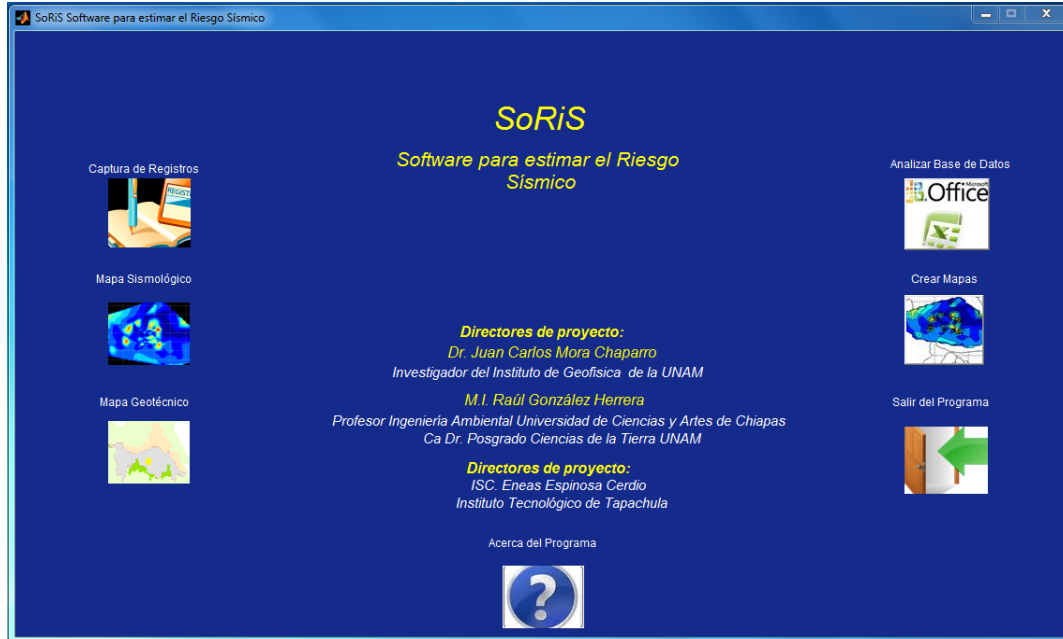 SoRiS Software para estimar el Riesgo Sísmico
SoRiS
Software para estimar el Riesgo
Sísmico
Captura de Registros
REGIST
Mapa Sismológico
Mapa Geotécnico
Analizar Base de Datos
Microsoft
Office
Crear Mapas
Salir del Programa
Directores de proyecto:
Dr. Juan Carlos Mora Chaparro
Investigador del Instituto de Geofisica de la UNAM
M.I. Raúl González Herrera
Profesor Ingeniería Ambiental Universidad de Ciencias y Artes de Chiapas
Ca Dr. Posgrado Ciencias de la Tierra UNAM
Directores de proyecto:
ISC. Eneas Espinosa Cerdio
Instituto Tecnológico de Tapachula
Acerca del Programa
?